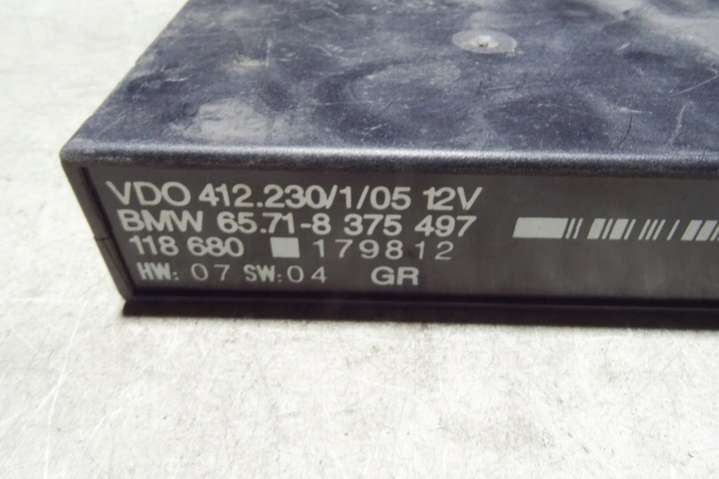 VDO 412.230/1/05 12V
BMW 65.71-8 375 497
118 680 179812
HW: 07 SW: 04 GR